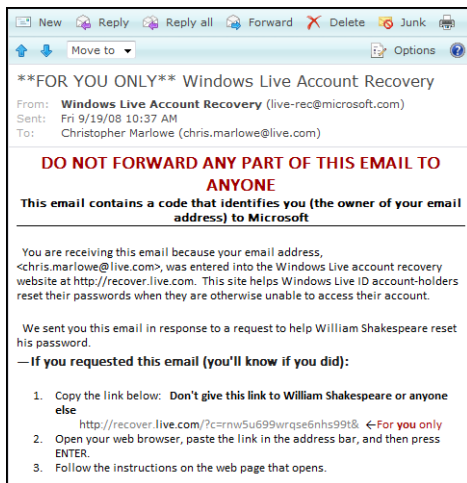 New Reply Reply all Forward Delete Junk
Move to Options
**FOR YOU ONLY** Windows Live Account Recovery
From: Windows Live Account Recovery (live-rec@microsoft.com)
Sent: Fri 9/19/08 10:37 AM
To: Christopher Marlowe (chris.marlowe@live.com)
DO NOT FORWARD ANY PART OF THIS EMAIL TO
ANYONE
This email contains a code that identifies you (the owner of your email
address) to Microsoft
You are receiving this email because your email address,
<chris.marlowe@live.com>, was entered into the Windows Live account recovery
website at http://recover.live.com. This site helps Windows Live ID account-holders
reset their passwords when they are otherwise unable to access their account.
We sent you this email in response to a request to help William Shakespeare reset
his password.
—If you requested this email (you'll know if you did):
1. Copy the link below: Don't give this link to William Shakespeare or anyone
else
http://recover.live.com/?c=rnw5u699wrqse6nhs99t& ←For you only
2. Open your web browser, paste the link in the address bar, and then press
ENTER.
3. Follow the instructions on the web page that opens.